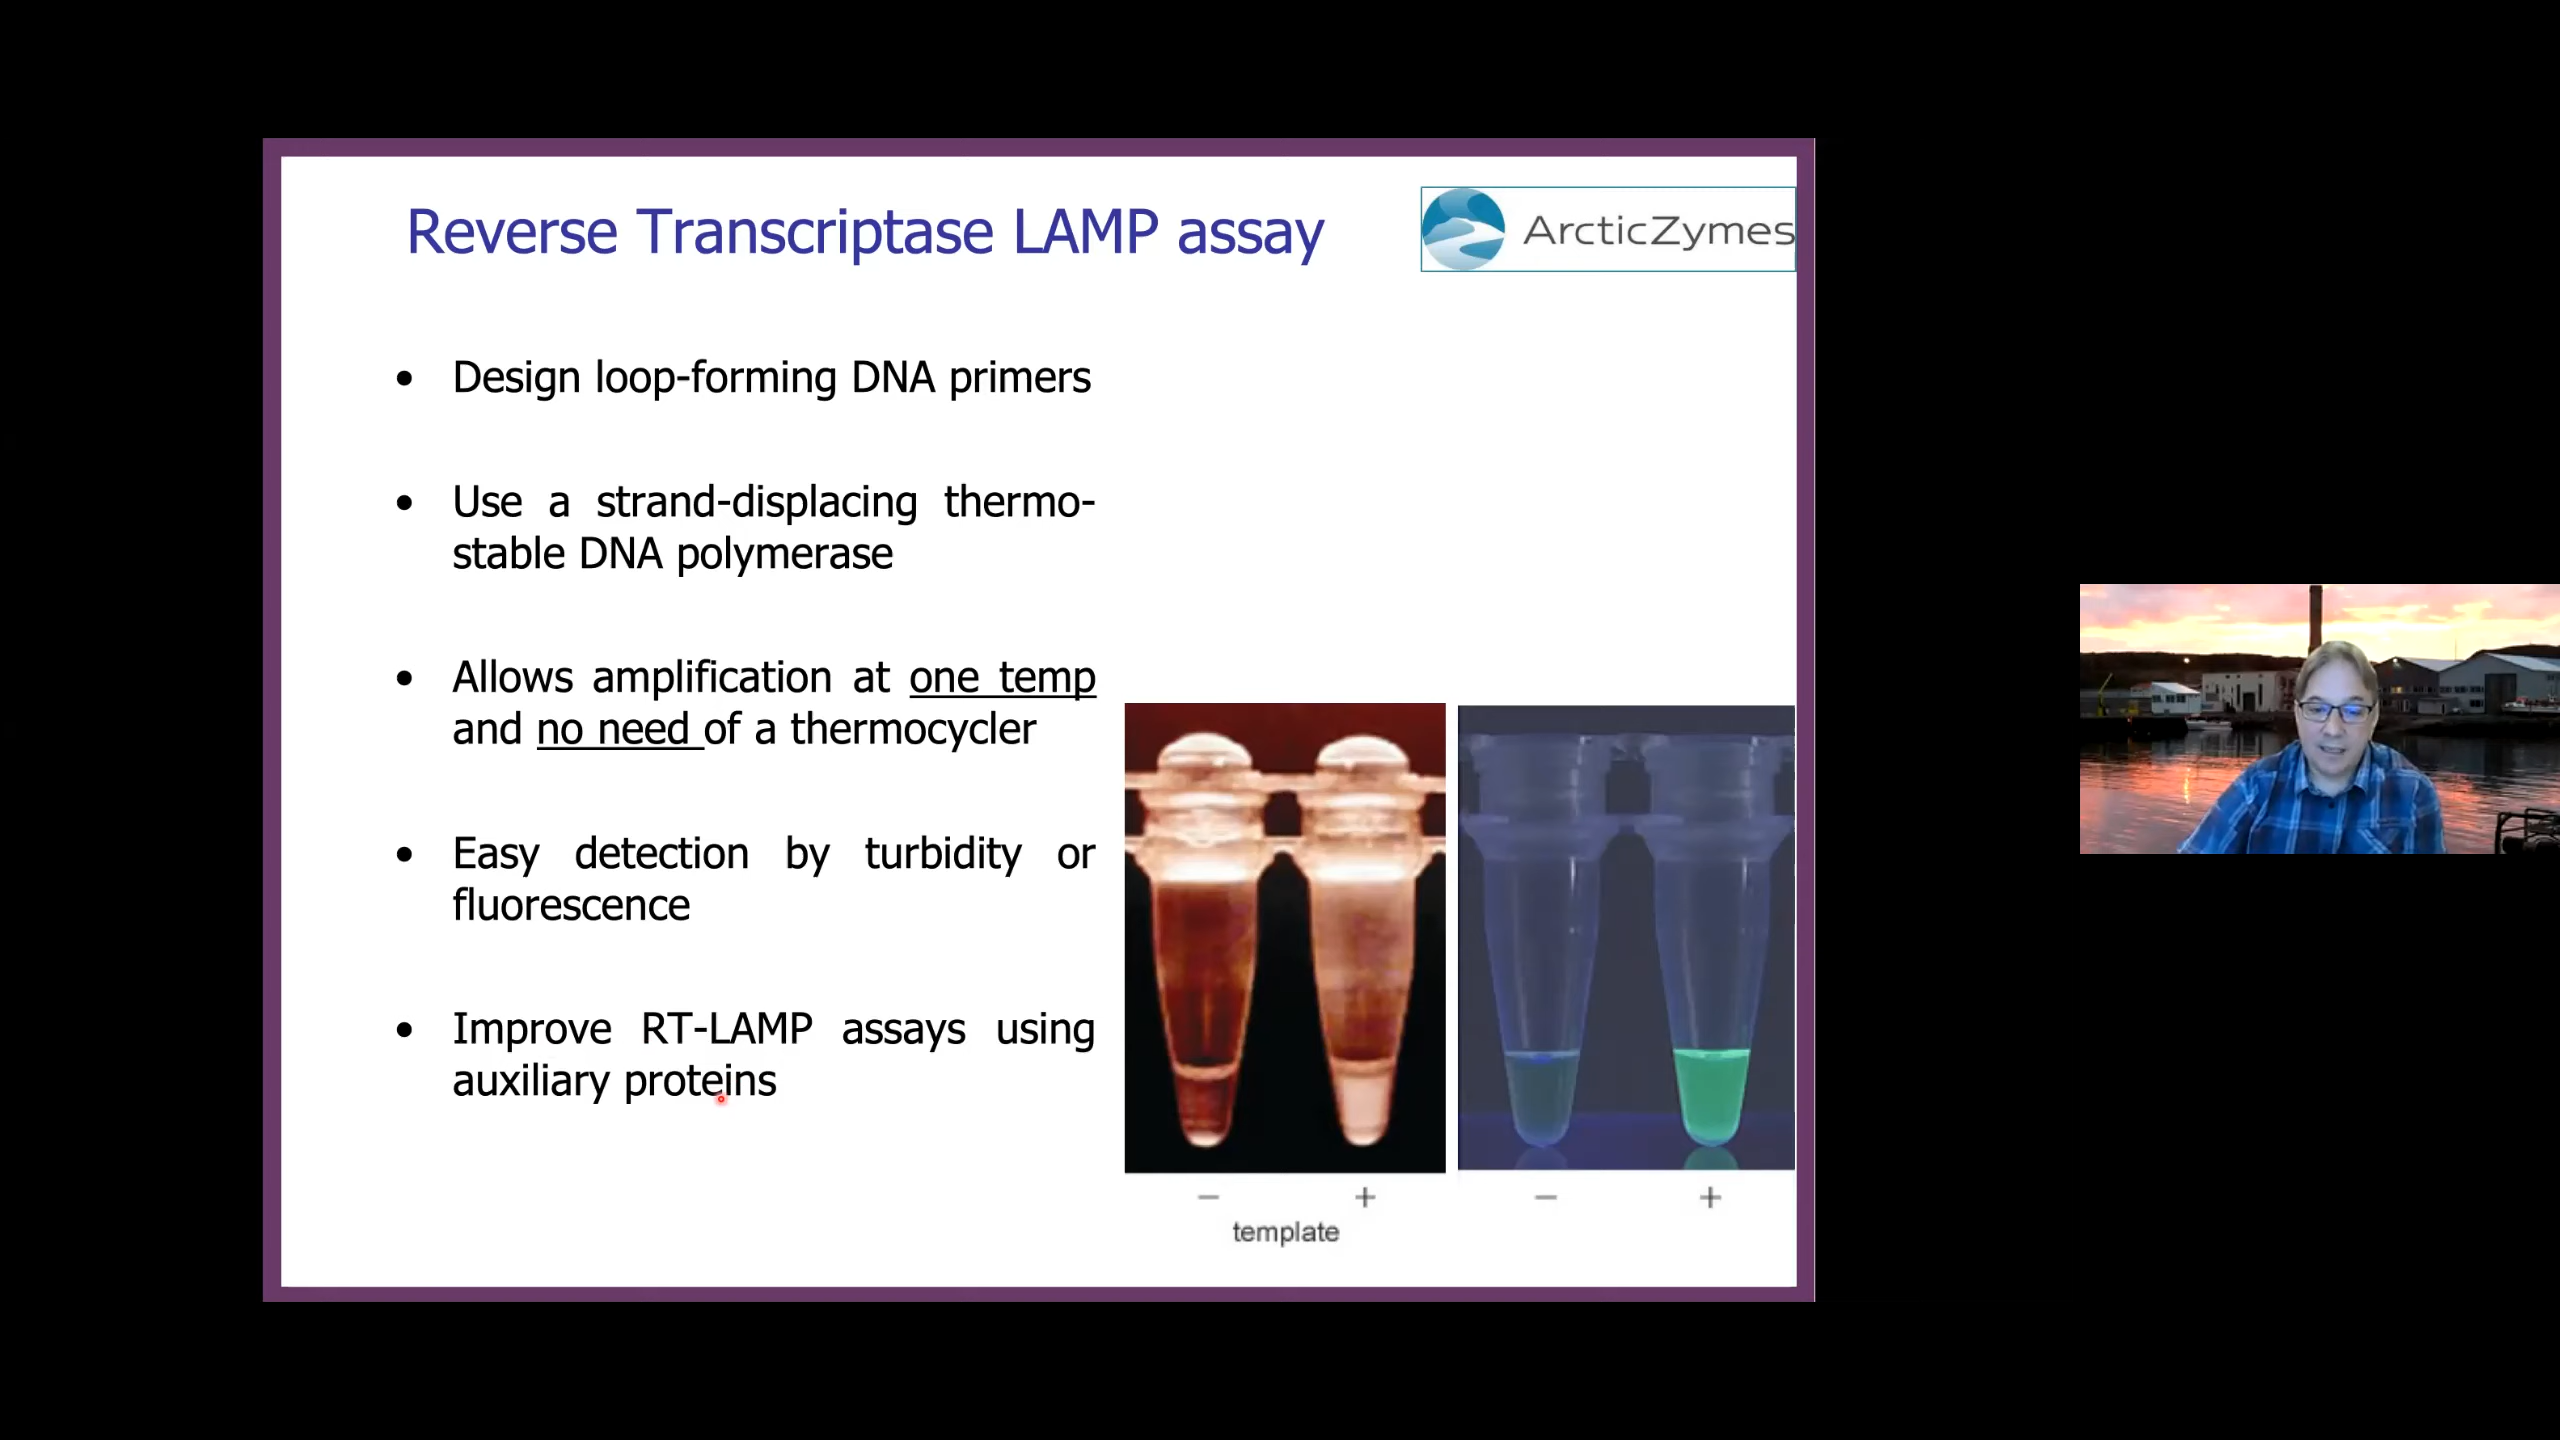 Reverse Transcriptase LAMP assay
ArcticZymes
• Design loop-forming DNA primers
• Use a strand-displacing thermo-
stable DNA polymerase
• Allows amplification at one temp
and no need of a thermocycler
• Easy detection by turbidity or
fluorescence
• Improve RT-LAMP assays using
auxiliary proteins
− + − +
template